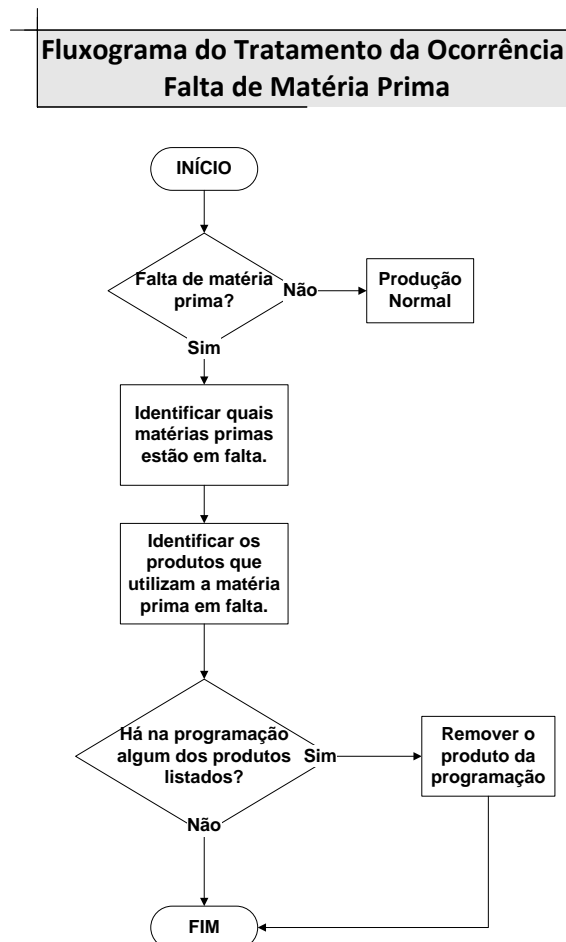 Fluxograma do Tratamento da Ocorrência
Falta de Matéria Prima
INÍCIO
Falta de matéria
prima?
Não
Produção
Normal
Sim
Identificar quais
matérias primas
estão em falta.
Identificar os
produtos que
utilizam a matéria
prima em falta.
Há na programação
algum dos produtos
listados?
Sim
Remover o
produto da
programação
Não
FIM